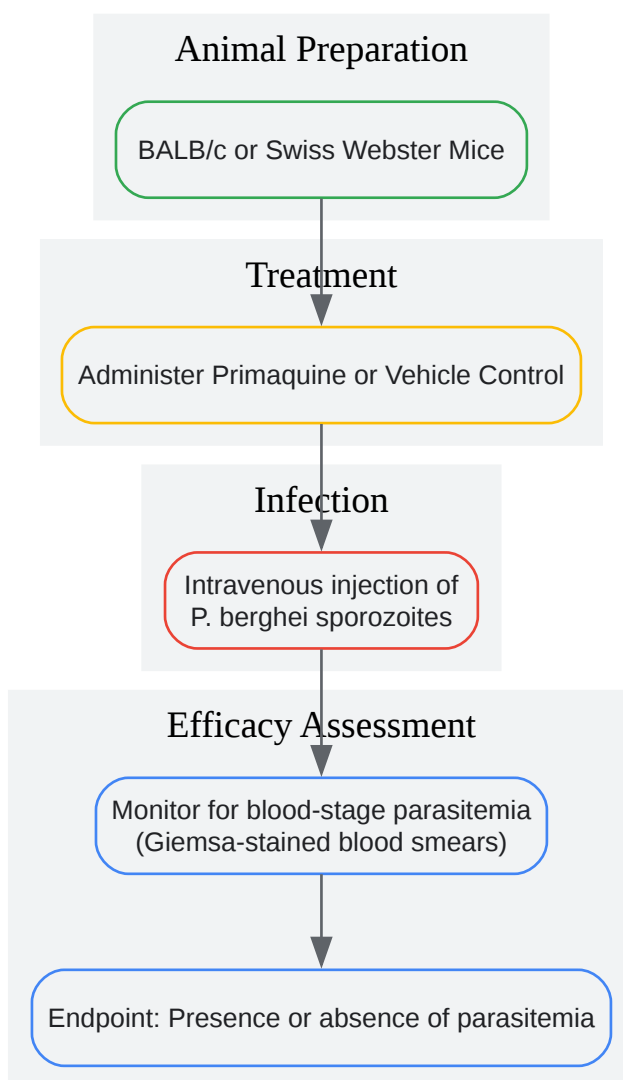 Animal Preparation
BALB/c or Swiss Webster Mice
Treatment
Administer Primaquine or Vehicle Control
Infection
Intravenous injection of
P. berghei sporozoites
Efficacy Assessment
Monitor for blood-stage parasitemia
(Giemsa-stained blood smears)
Endpoint: Presence or absence of parasitemia